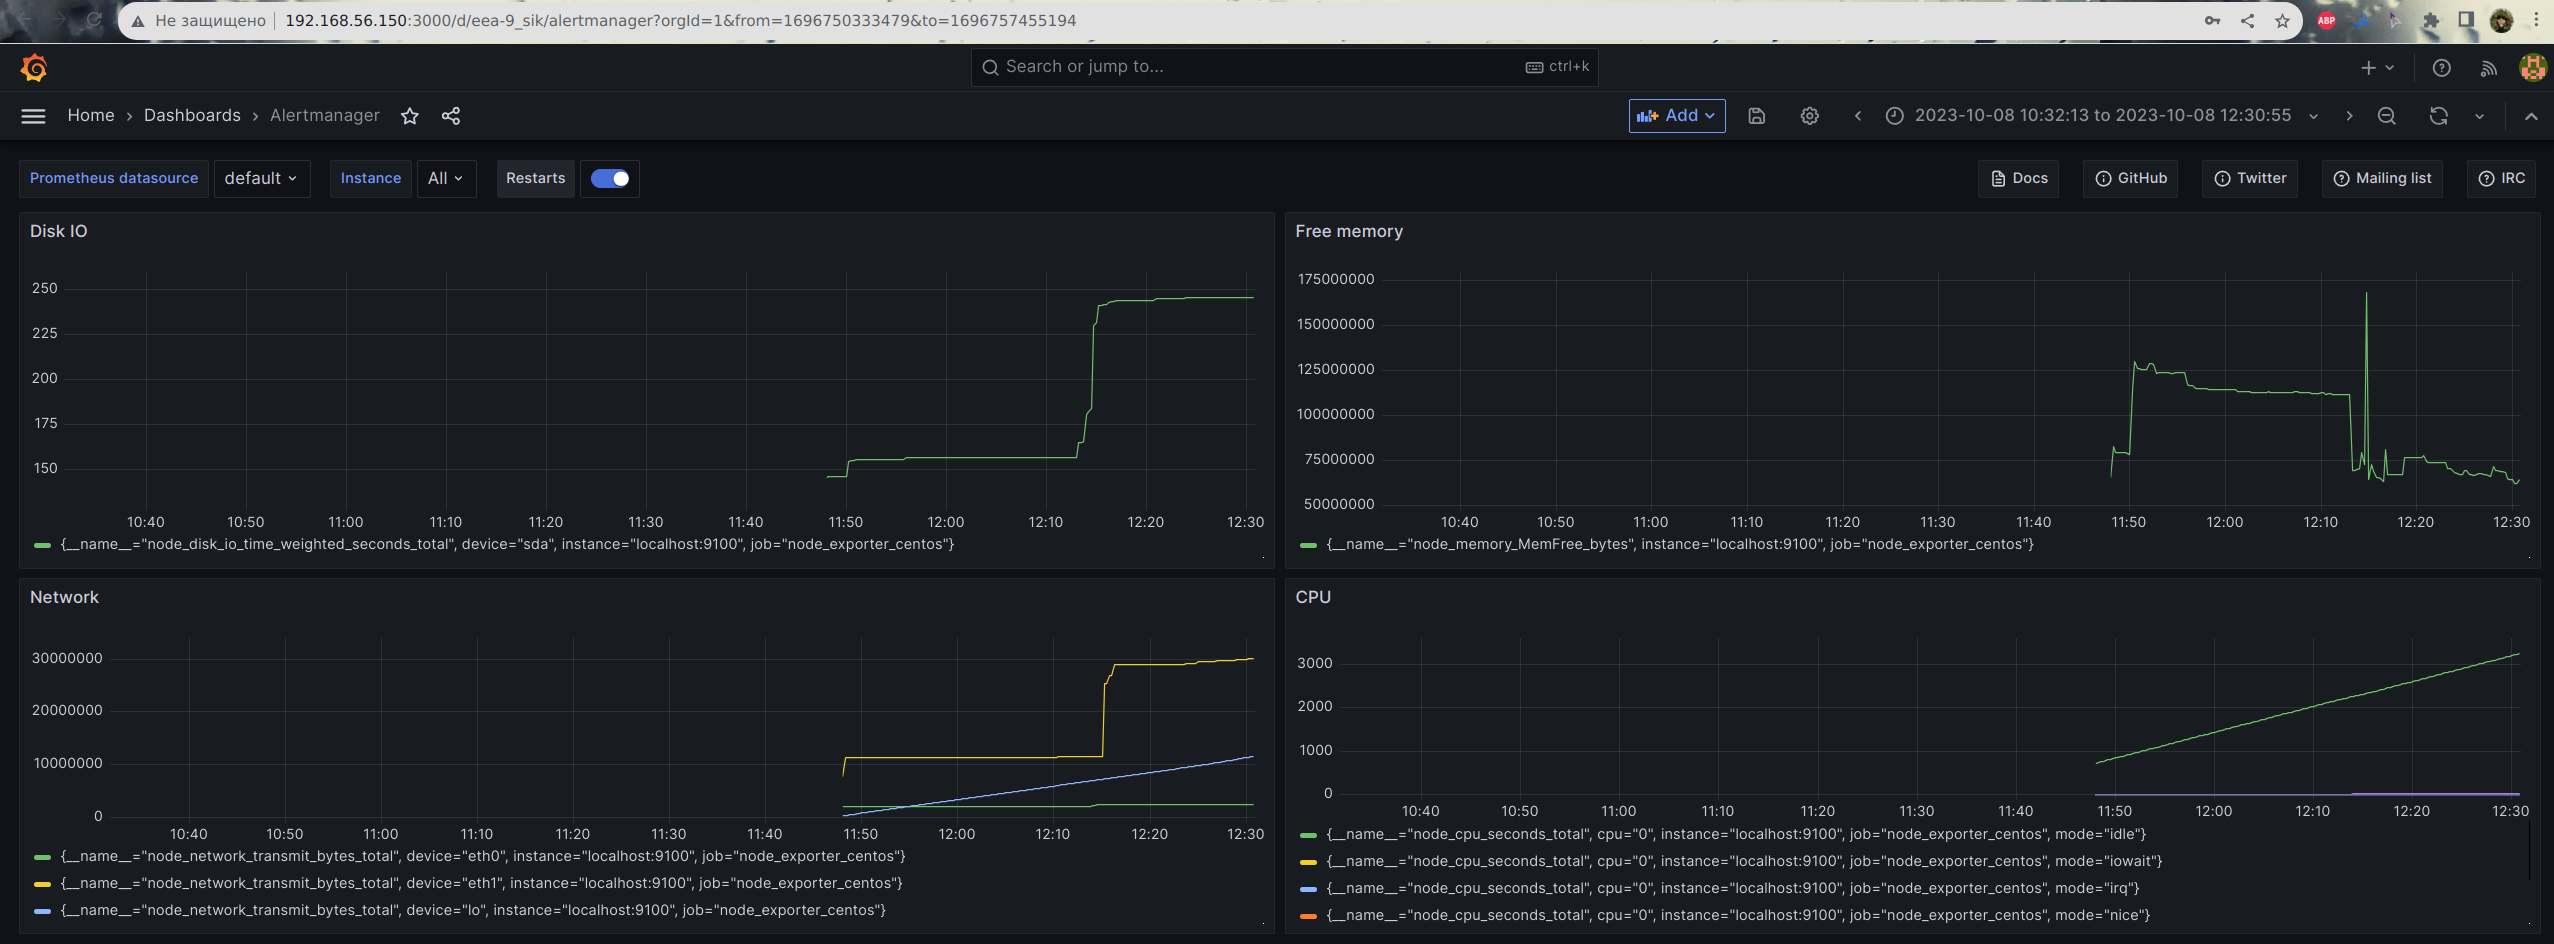 Не защищено 192.168.56.150:3000/d/eea-9_sik/alertmanager?orgId=1&from=1696750333479&to=1696757455194 ABP
Search or jump to... ctrl+k
Home › Dashboards › Alertmanager Add 2023-10-08 10:32:13 to 2023-10-08 12:30:55
Prometheus datasource default Instance All Restarts Docs GitHub Twitter Mailing list IRC
Disk IO
250
225
200
175
150
10:40 10:50 11:00 11:10 11:20 11:30 11:40 11:50 12:00 12:10 12:20 12:30
{__name__="node_disk_io_time_weighted_seconds_total", device="sda", instance="localhost:9100", job="node_exporter_centos"}
Free memory
175000000
150000000
125000000
100000000
75000000
50000000
10:40 10:50 11:00 11:10 11:20 11:30 11:40 11:50 12:00 12:10 12:20 12:30
{__name__="node_memory_MemFree_bytes", instance="localhost:9100", job="node_exporter_centos"}
Network
30000000
20000000
10000000
0
10:40 10:50 11:00 11:10 11:20 11:30 11:40 11:50 12:00 12:10 12:20 12:30
{__name__="node_network_transmit_bytes_total", device="eth0", instance="localhost:9100", job="node_exporter_centos"}
{__name__="node_network_transmit_bytes_total", device="eth1", instance="localhost:9100", job="node_exporter_centos"}
{__name__="node_network_transmit_bytes_total", device="lo", instance="localhost:9100", job="node_exporter_centos"}
CPU
3000
2000
1000
0
10:40 10:50 11:00 11:10 11:20 11:30 11:40 11:50 12:00 12:10 12:20 12:30
{__name__="node_cpu_seconds_total", cpu="0", instance="localhost:9100", job="node_exporter_centos", mode="idle"}
{__name__="node_cpu_seconds_total", cpu="0", instance="localhost:9100", job="node_exporter_centos", mode="iowait"}
{__name__="node_cpu_seconds_total", cpu="0", instance="localhost:9100", job="node_exporter_centos", mode="irq"}
{__name__="node_cpu_seconds_total", cpu="0", instance="localhost:9100", job="node_exporter_centos", mode="nice"}